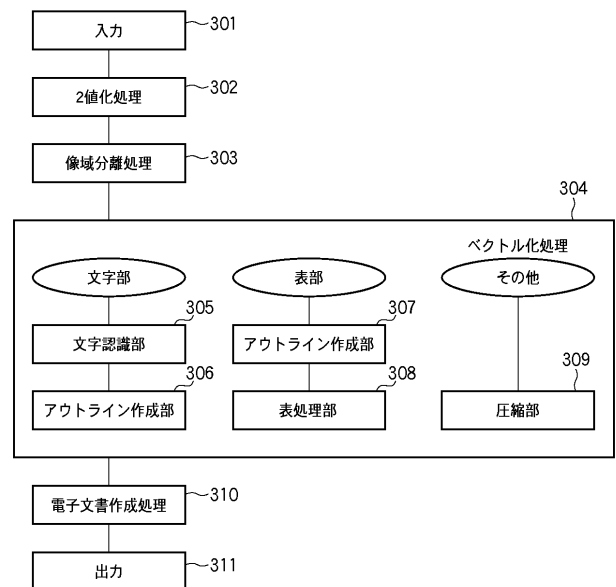 入力
301
2値化処理
302
像域分離処理
303
304
ベクトル化処理
文字部
表部
その他
305
307
文字認識部
アウトライン作成部
306
308
309
アウトライン作成部
表処理部
圧縮部
電子文書作成処理
310
出力
311